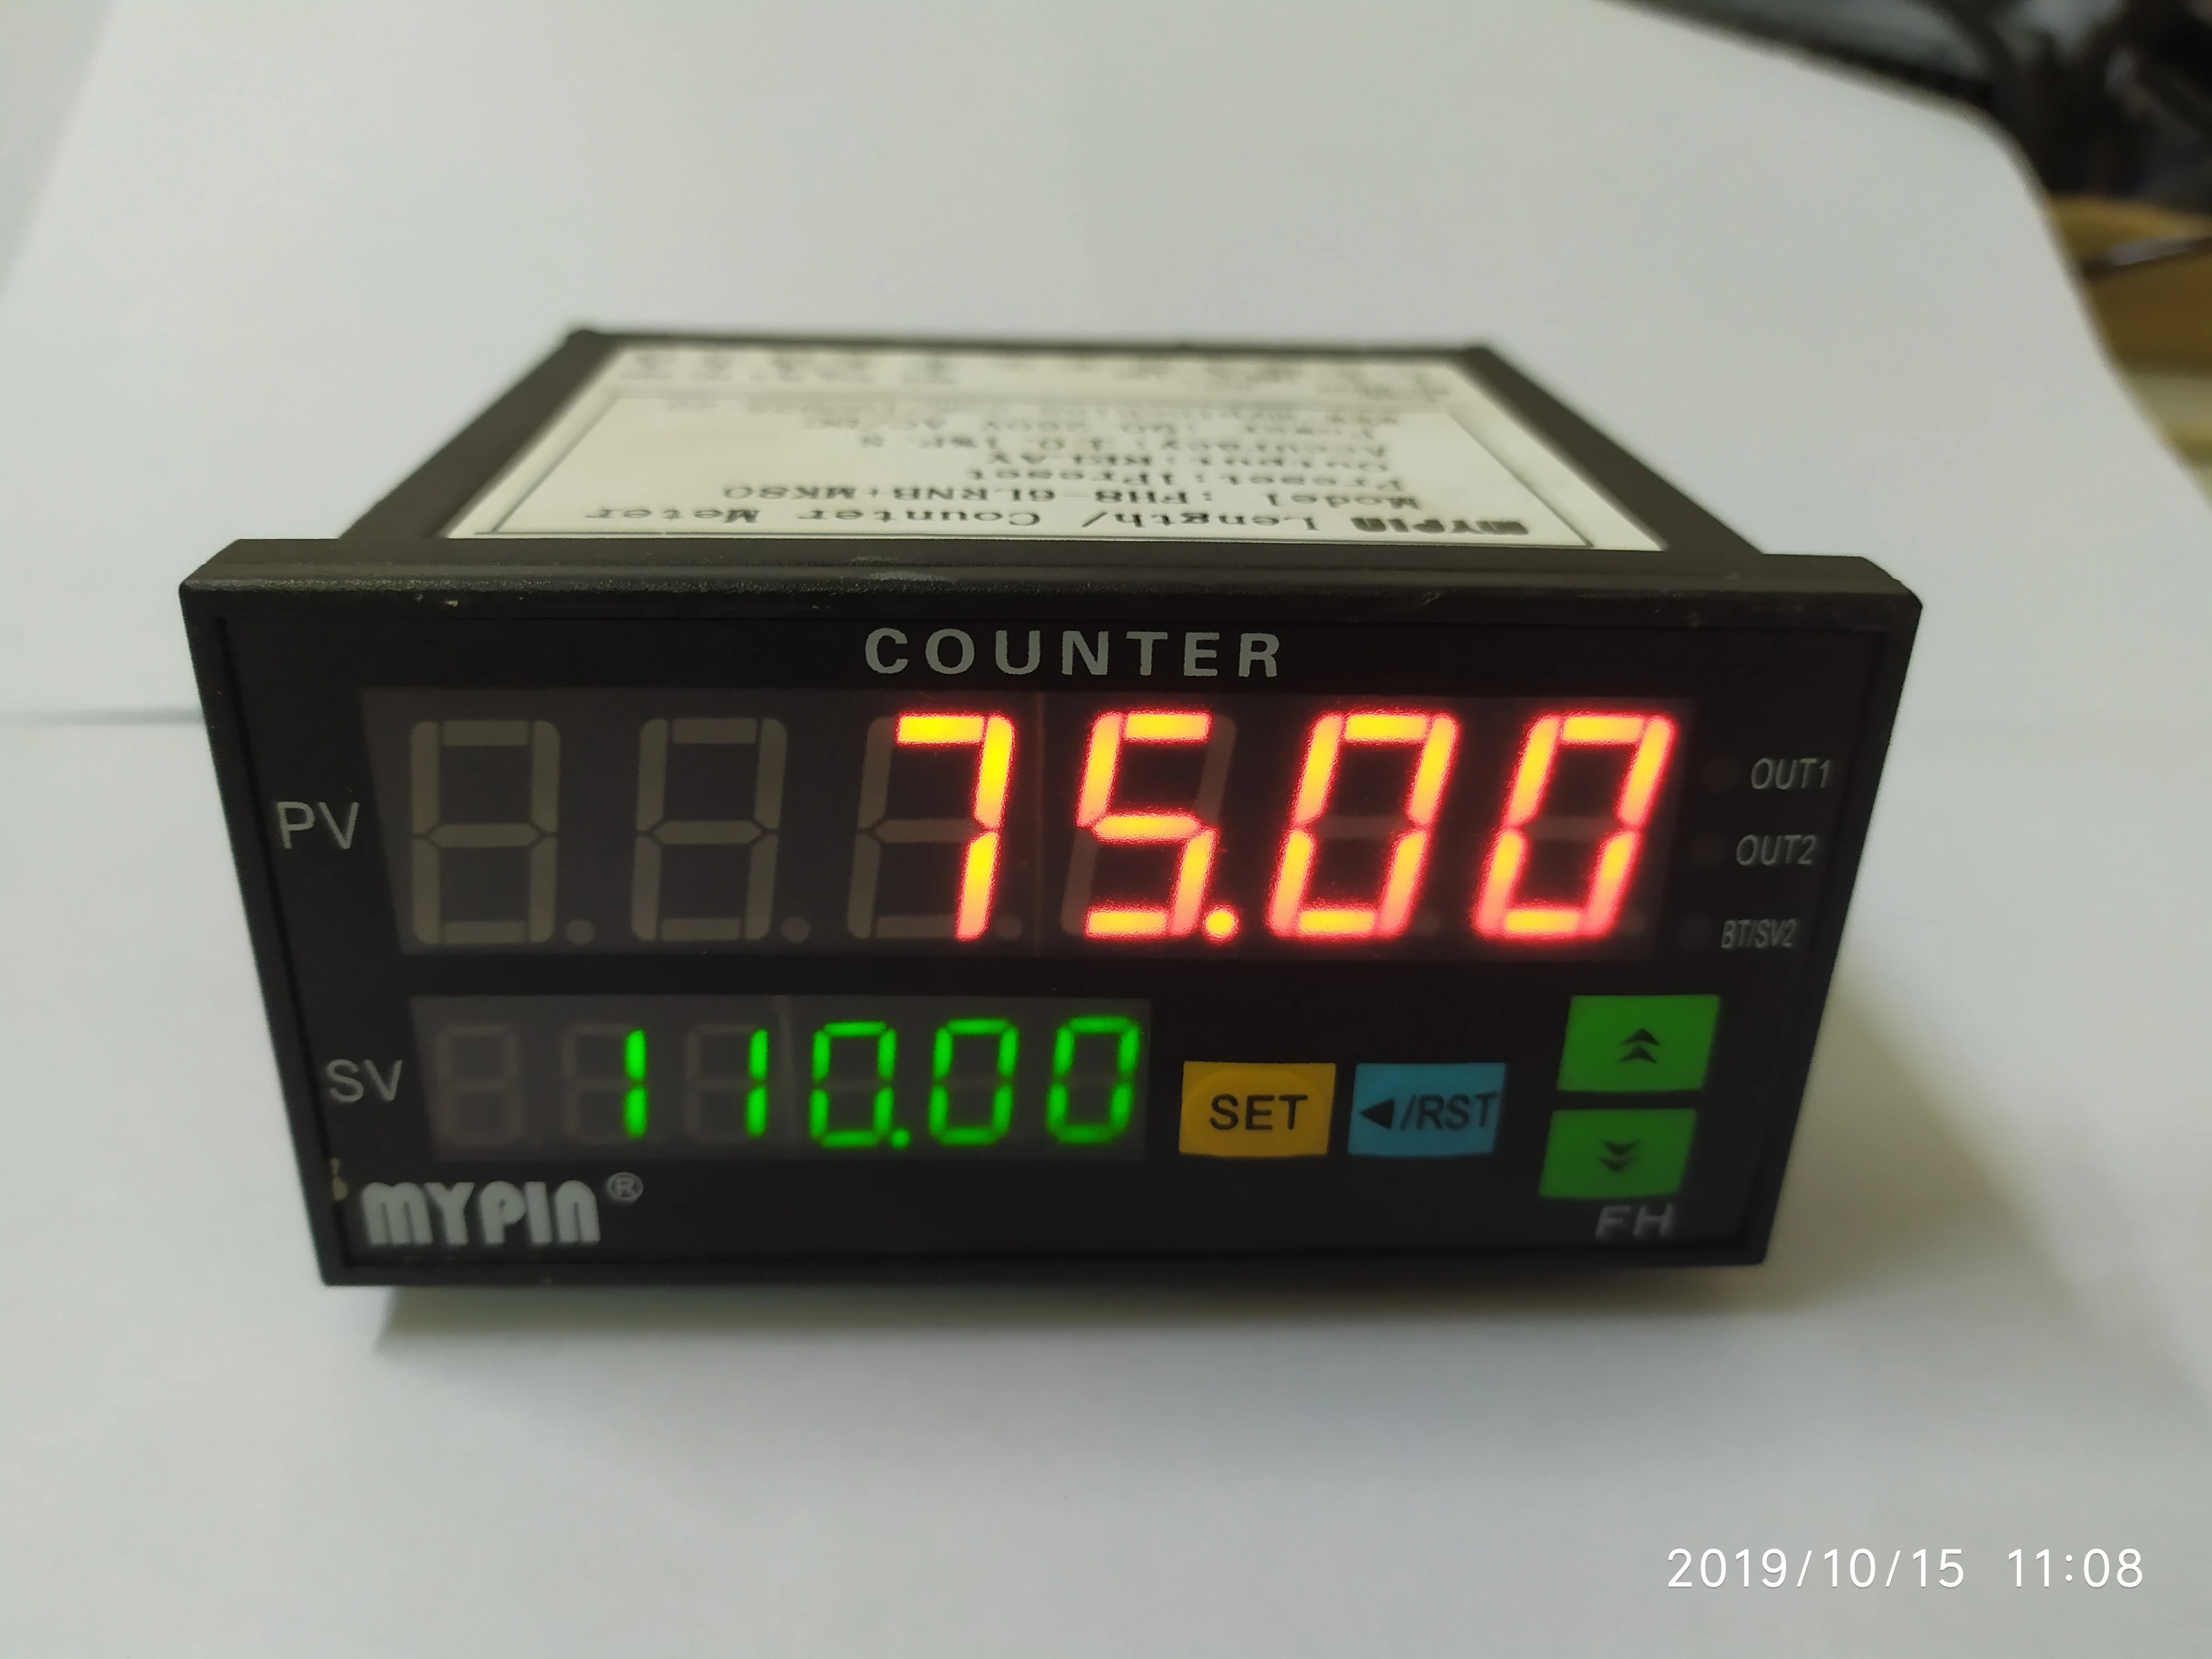 MYPIN Length/ Counter Meter
Model :FH8-6LRNB+MK80
Preset:1Preset
Output:RELAY
COUNTER
PV
75.00
OUT1
OUT2
BT/SV2
SV
110.00
SET
◀/RST
MYPIN®
FH
2019/10/15 11:08